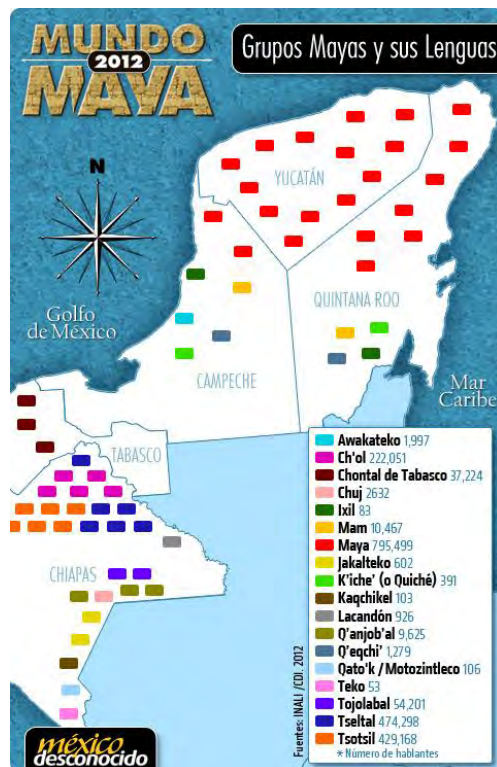 MUNDO
2012
MAYA
Grupos Mayas y sus Lenguas
N
YUCATÁN
Golfo
de México
QUINTANA ROO
CAMPECHE
Mar
Caribe
TABASCO
CHIAPAS
Awakateko 1,997
Ch'ol 222,051
Chontal de Tabasco 37,224
Chuj 2632
Ixil 83
Mam 10,467
Maya 795,499
Jakalteko 602
K'iche' (o Quiché) 391
Kaqchikel 103
Lacandón 926
Q'anjob'al 9,625
Q'eqchi' 1,279
Qato'k / Motozintleco 106
Teko 53
Tojolabal 54,201
Tseltal 474,298
Tsotsil 429,168
* Número de hablantes
Fuentes: INALI /CDI. 2012
méxico
desconocido